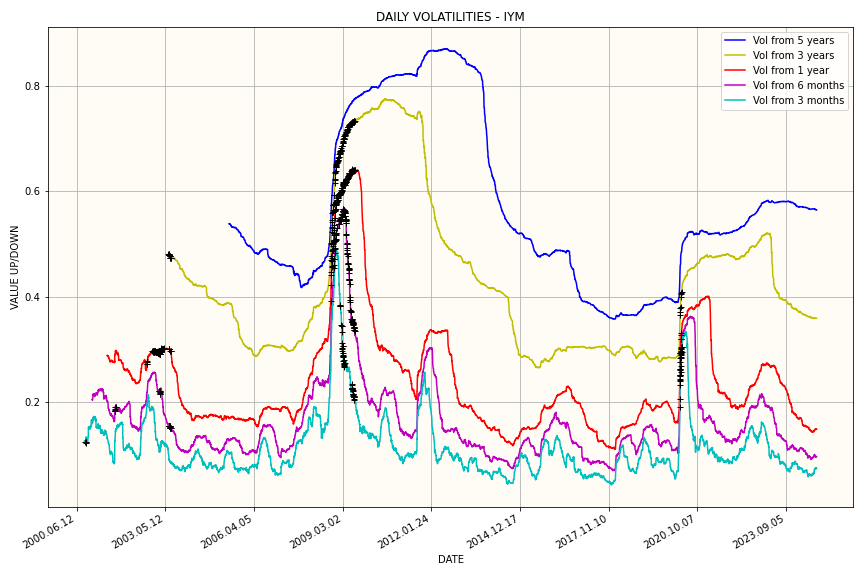 DAILY VOLATILITIES - IYM
Vol from 5 years
Vol from 3 years
Vol from 1 year
Vol from 6 months
Vol from 3 months
VALUE UP/DOWN
0.8
0.6
0.4
0.2
2000.06.12
2003.05.12
2006.04.05
2009.03.02
2012.01.24
2014.12.17
2017.11.10
2020.10.07
2023.09.05
DATE